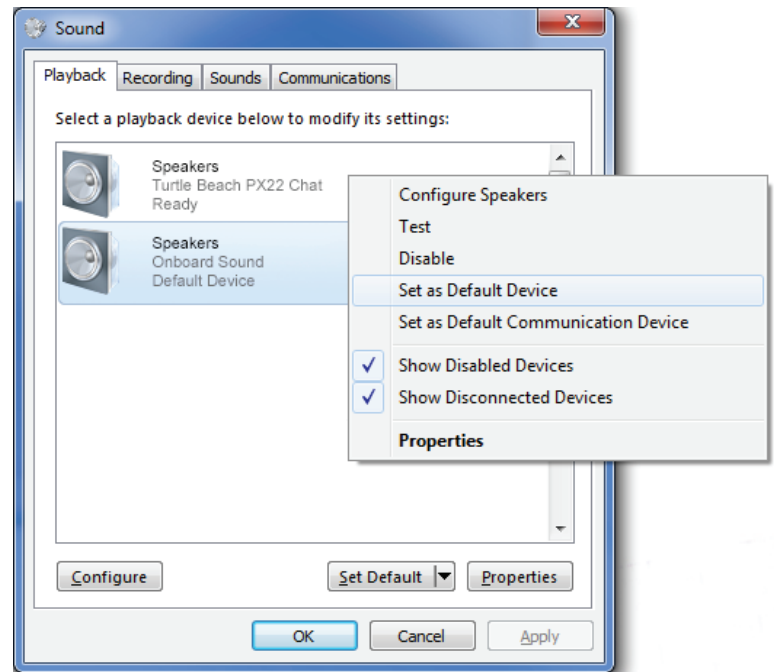 Sound
x
Playback Recording Sounds Communications
Select a playback device below to modify its settings:
Speakers
Turtle Beach PX22 Chat
Ready
Speakers
Onboard Sound
Default Device
Configure Speakers
Test
Disable
Set as Default Device
Set as Default Communication Device
Show Disabled Devices
Show Disconnected Devices
Properties
Configure Set Default Properties
OK Cancel Apply